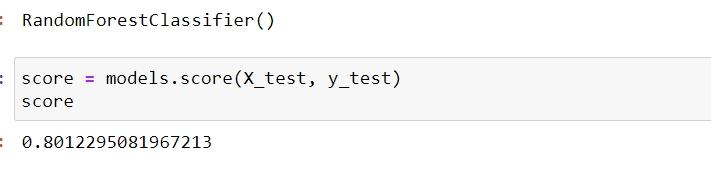 : RandomForestClassifier()
: score = models.score(X_test, y_test)
score
: 0.8012295081967213